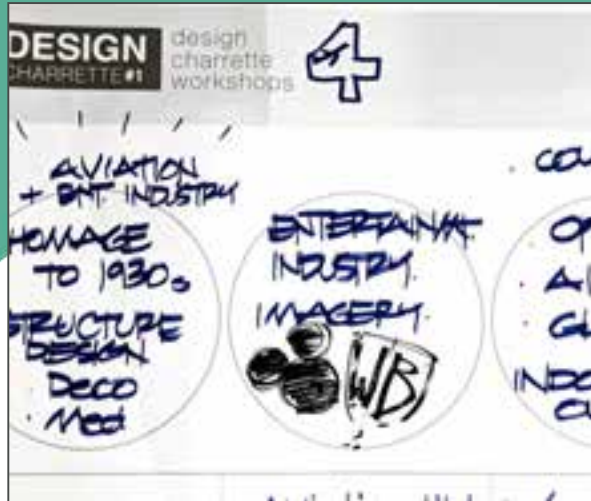 DESIGN
CHARRETTE #1
design
charrette
workshops
4
AVIATION
+ ENT. INDUSTRY
HOMAGE
TO 1930s
STRUCTURE
DESIGN
DECO
MED
ENTERTAINMT.
INDUSTRY
IMAGERY
WB
INDO